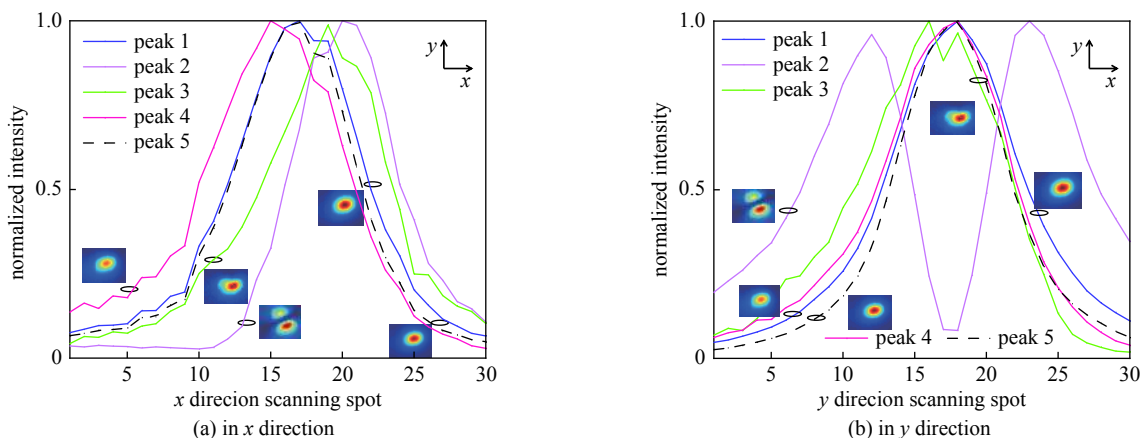 1.0
0.5
0
normalized intensity
peak 1
peak 2
peak 3
peak 4
peak 5
y
x
5 10 15 20 25 30
x direcion scanning spot
(a) in x direction
1.0
0.5
0
normalized intensity
peak 1
peak 2
peak 3
y
x
peak 4 peak 5
5 10 15 20 25 30
y direcion scanning spot
(b) in y direction